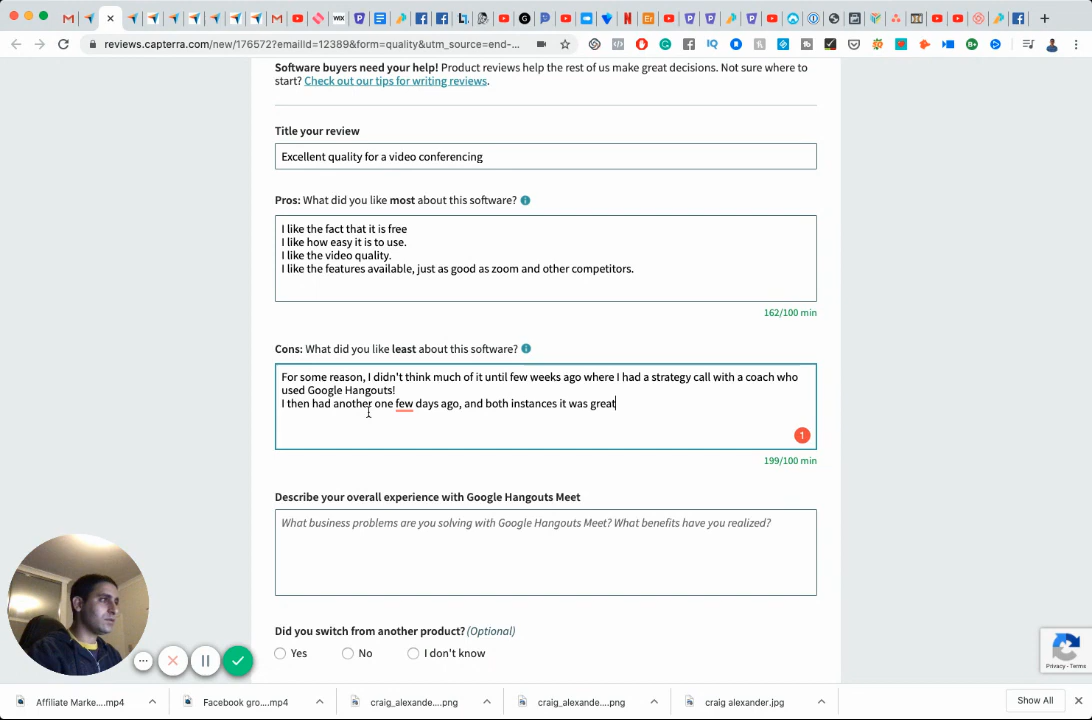 reviews.capterra.com/new/176572?emailId=12389&form=quality&utm_source=end-...
Software buyers need your help! Product reviews help the rest of us make great decisions. Not sure where to
start? Check out our tips for writing reviews.
Title your review
Excellent quality for a video conferencing
Pros: What did you like most about this software?
I like the fact that it is free
I like how easy it is to use.
I like the video quality.
I like the features available, just as good as zoom and other competitors.
162/100 min
Cons: What did you like least about this software?
For some reason, I didn't think much of it until few weeks ago where I had a strategy call with a coach who
used Google Hangouts!
I then had another one few days ago, and both instances it was great
1
199/100 min
Describe your overall experience with Google Hangouts Meet
What business problems are you solving with Google Hangouts Meet? What benefits have you realized?
Did you switch from another product? (Optional)
Yes No I don't know
Privacy - Terms
Affiliate Marke....mp4 Facebook gro....mp4 craig_alexande....png craig_alexande....png craig alexander.jpg Show All